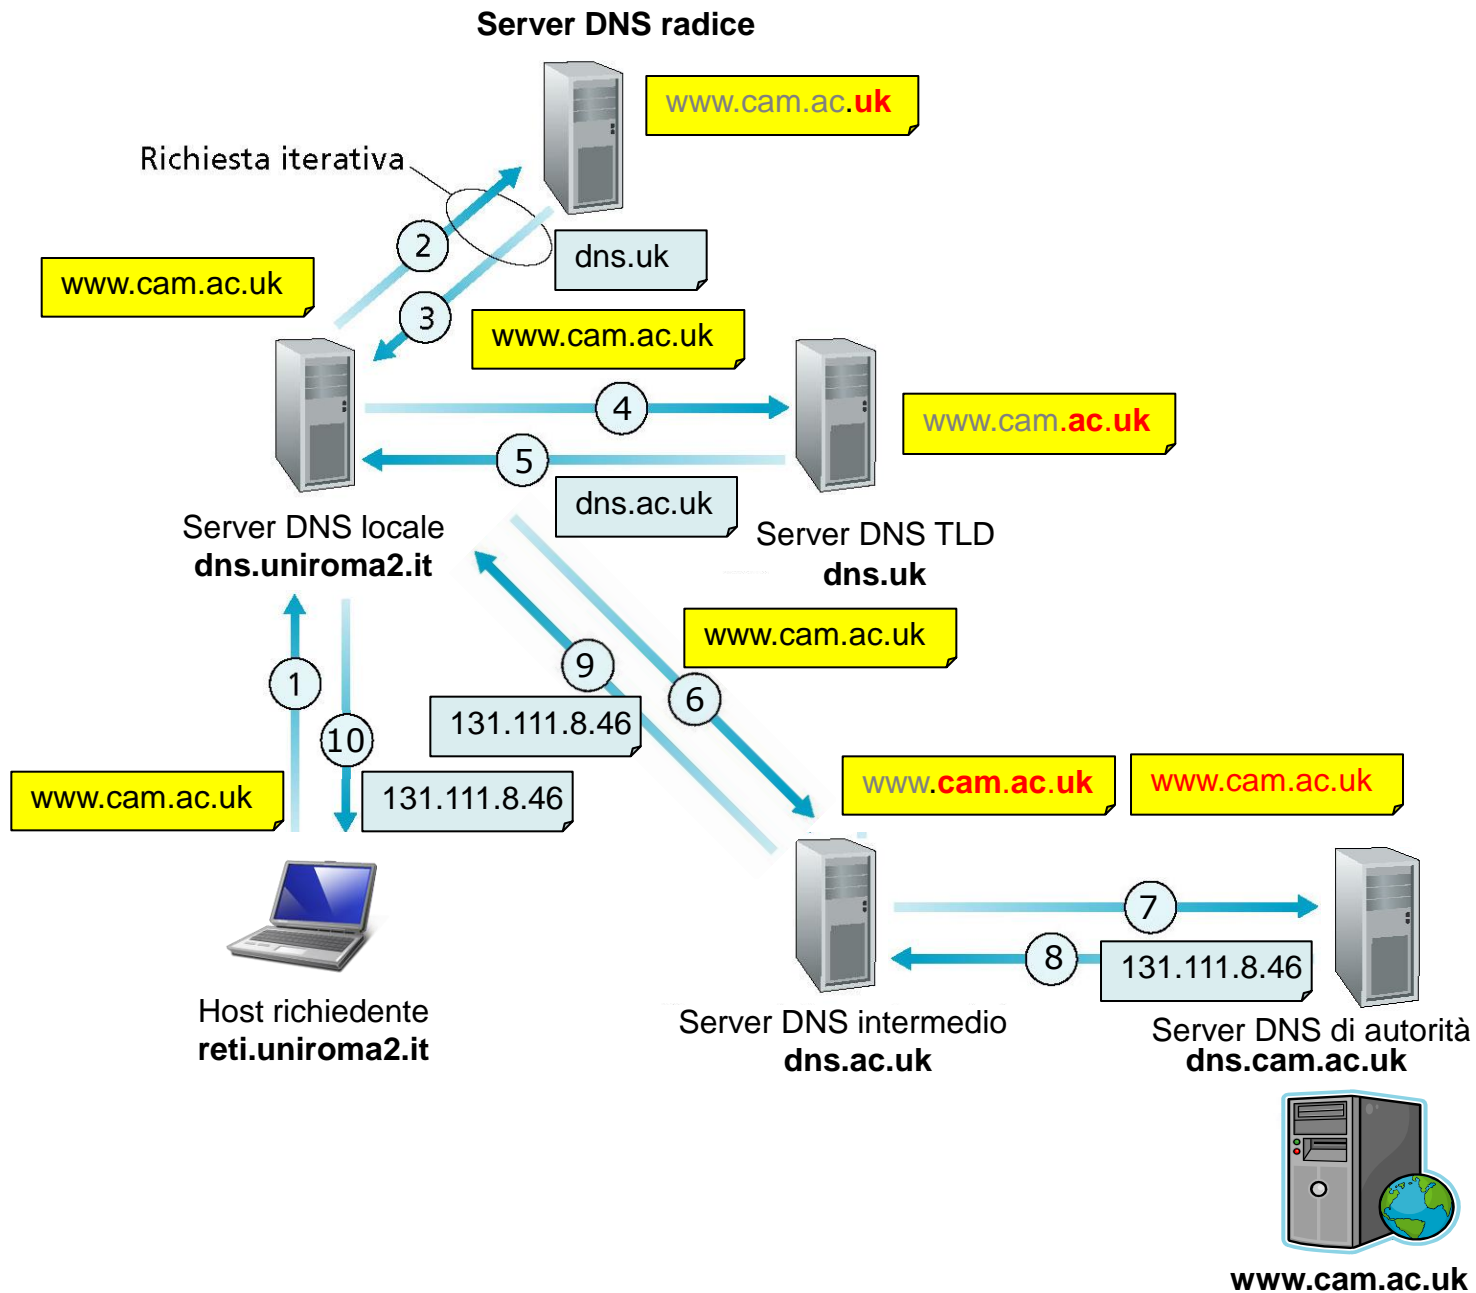 Server DNS radice
www.cam.ac.uk
Richiesta iterativa
2
dns.uk
www.cam.ac.uk
3
www.cam.ac.uk
4
www.cam.ac.uk
5
dns.ac.uk
Server DNS locale
dns.uniroma2.it
Server DNS TLD
dns.uk
www.cam.ac.uk
9
6
1
131.111.8.46
10
www.cam.ac.uk
131.111.8.46
www.cam.ac.uk
www.cam.ac.uk
7
8
131.111.8.46
Host richiedente
reti.uniroma2.it
Server DNS intermedio
dns.ac.uk
Server DNS di autorità
dns.cam.ac.uk
www.cam.ac.uk